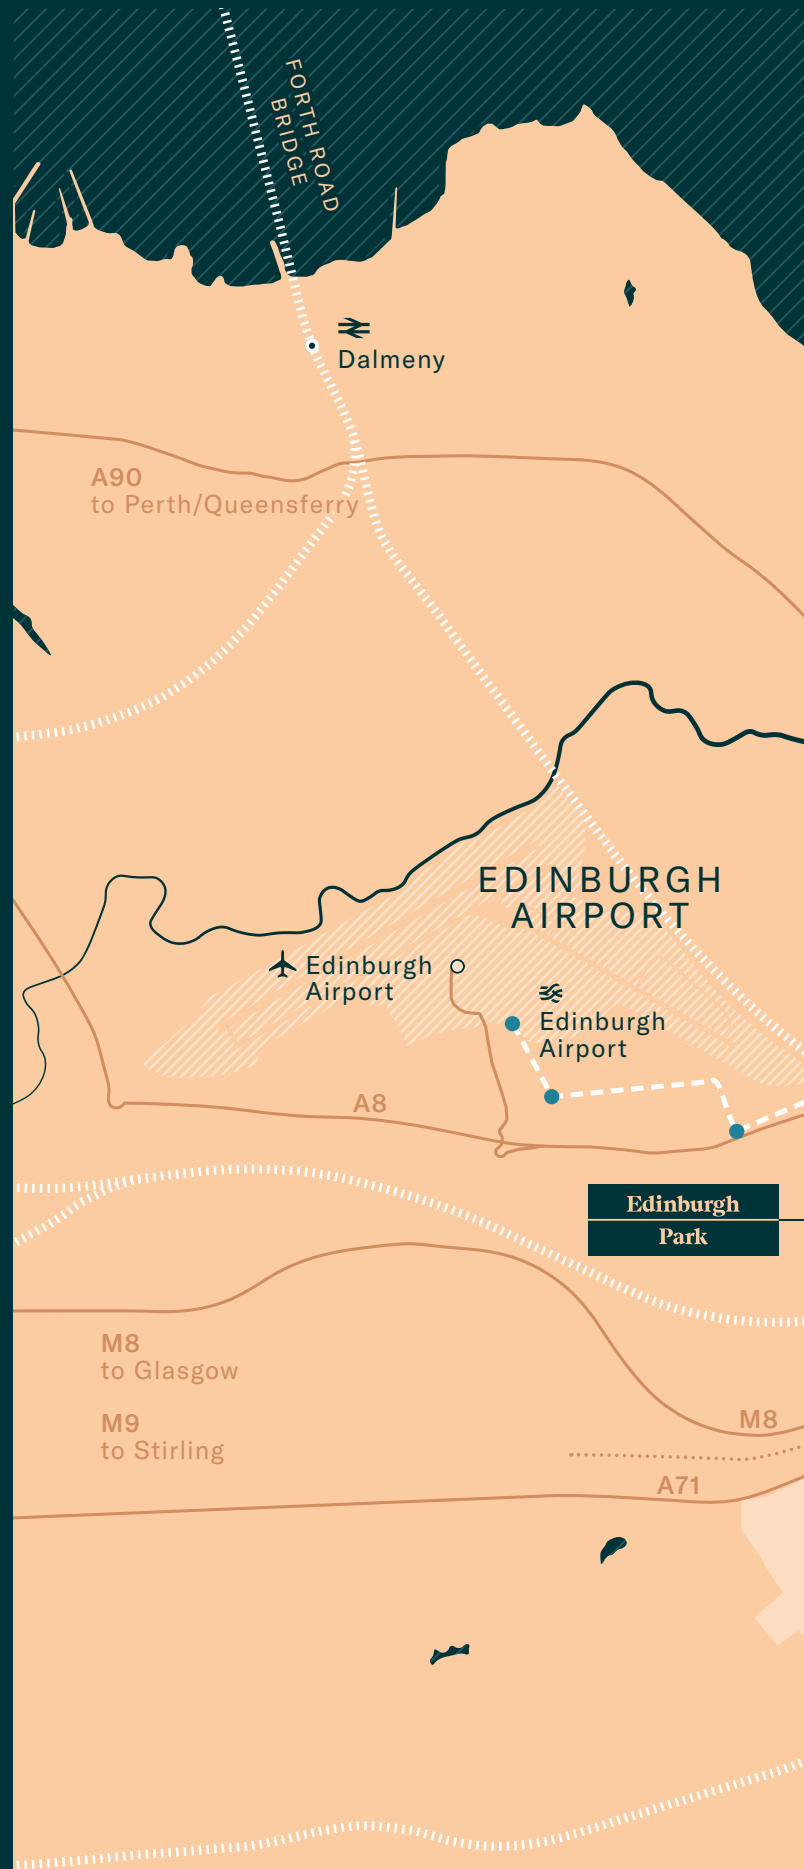 FORTH ROAD
BRIDGE
Dalmeny
A90
to Perth/Queensferry
EDINBURGH
AIRPORT
Edinburgh
Airport
Edinburgh
Airport
A8
Edinburgh
Park
M8
to Glasgow
M9
to Stirling
M8
A71